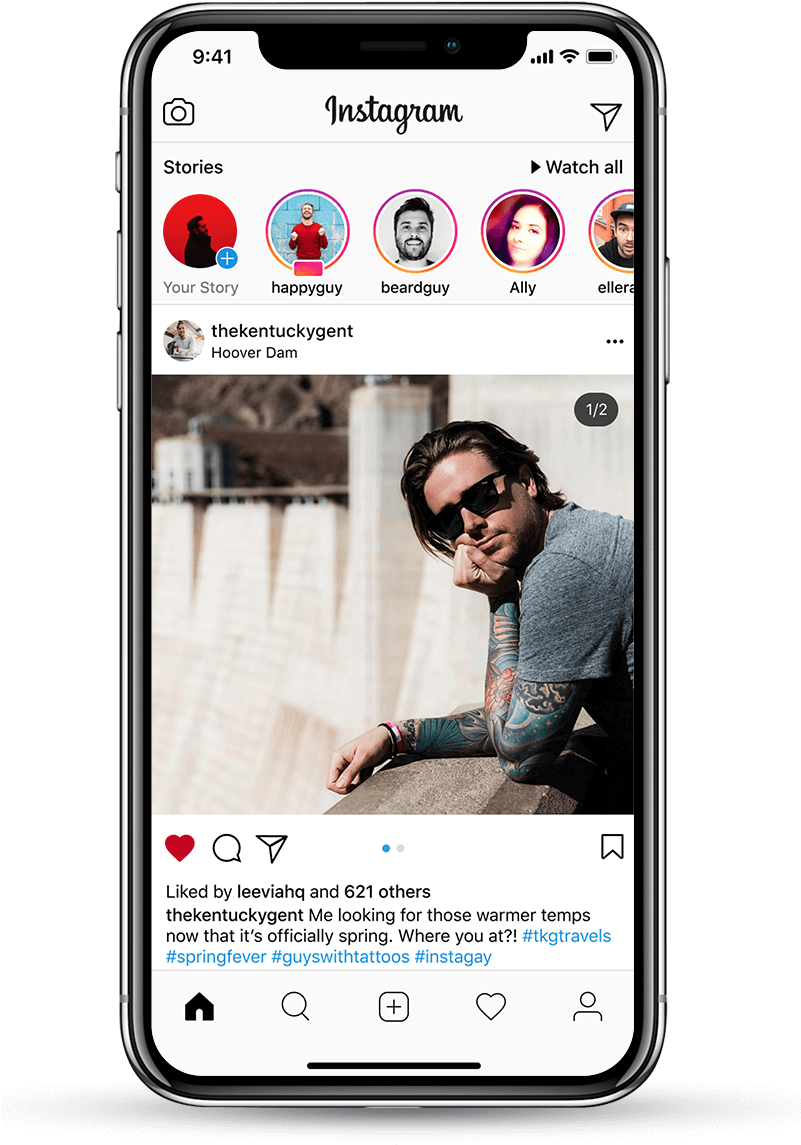 9:41
Instagram
Stories
Watch all
Your Story
happyguy
beardguy
Ally
ellera
thekentuckygent
Hoover Dam
1/2
Liked by leeviahq and 621 others
thekentuckygent Me looking for those warmer temps
now that it’s officially spring. Where you at?! #tkgtravels
#springfever #guyswithtattoos #instagay